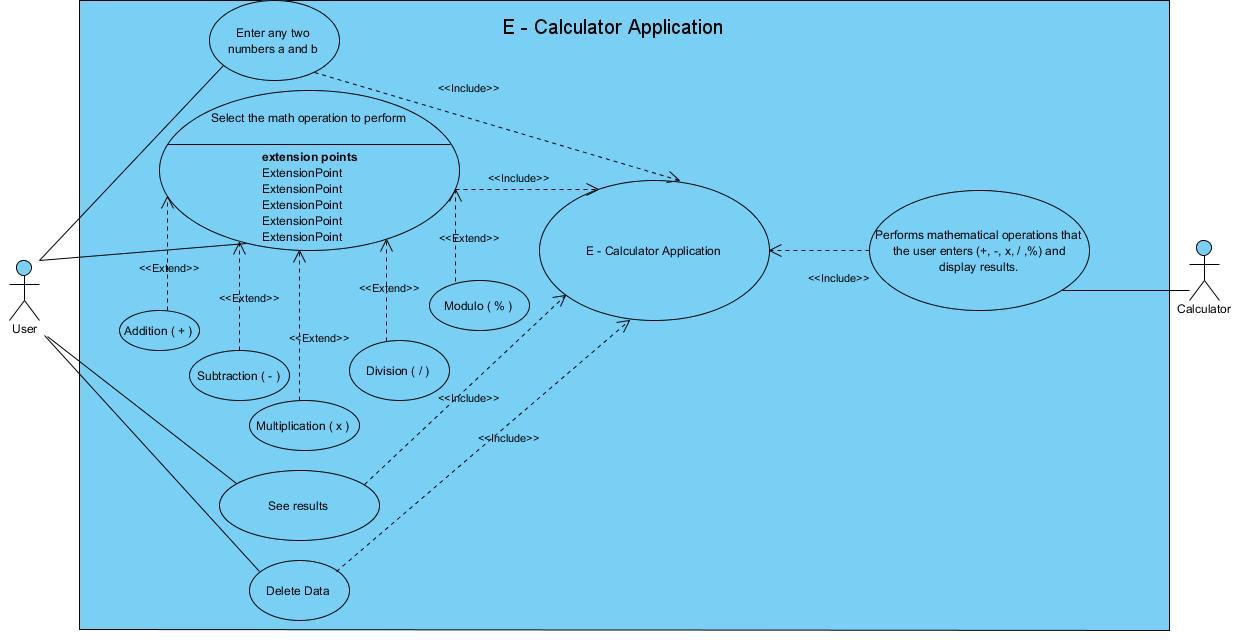 E - Calculator Application
Enter any two
numbers a and b
<<Include>>
Select the math operation to perform
extension points
ExtensionPoint
ExtensionPoint
ExtensionPoint
ExtensionPoint
ExtensionPoint
<<Include>>
<<Extend>>
<<Extend>>
<<Extend>>
<<Extend>>
<<Extend>>
E - Calculator Application
Performs mathematical operations that
the user enters (+, -, x, / ,%) and
display results.
<<Include>>
User
Calculator
Addition ( + )
Subtraction ( - )
Multiplication ( x )
Division ( / )
Modulo ( % )
<<Include>>
<<Include>>
See results
Delete Data